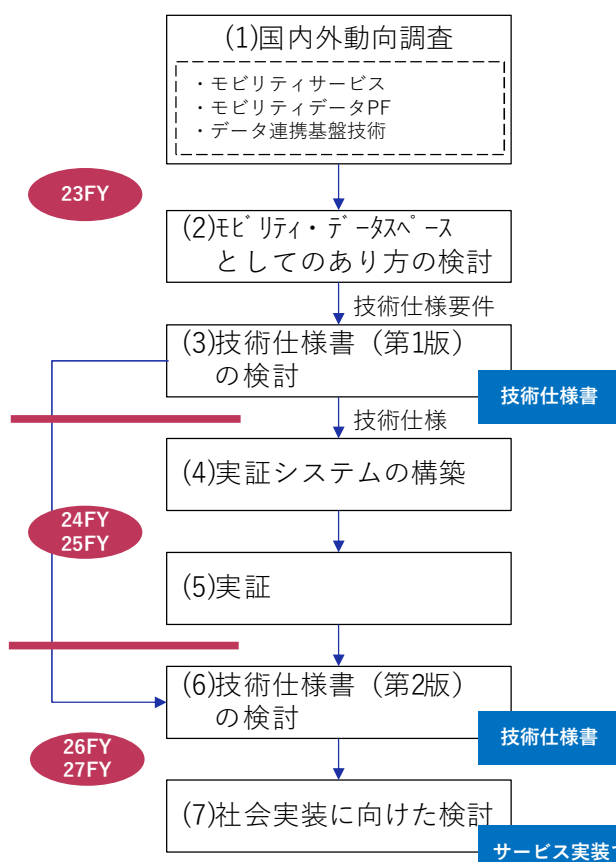 (1)国内外動向調査
・モビリティサービス
・モビリティデータPF
・データ連携基盤技術
23FY
(2)ﾓﾋﾞﾘﾃｨ・ﾃﾞｰﾀｽﾍﾟｰｽ
としてのあり方の検討
技術仕様要件
(3)技術仕様書（第1版）
の検討
技術仕様書
技術仕様
(4)実証システムの構築
24FY
25FY
(5)実証
(6)技術仕様書（第2版）
の検討
技術仕様書
26FY
27FY
(7)社会実装に向けた検討
サービス実装